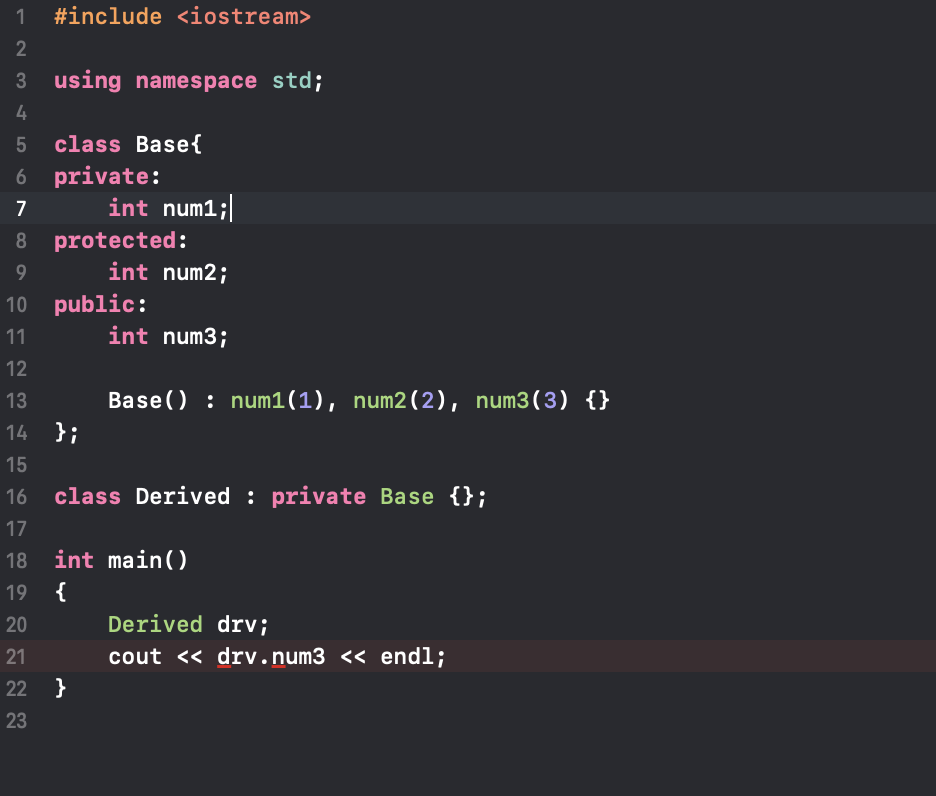 1 #include <iostream>
2
3 using namespace std;
4
5 class Base{
6 private:
7     int num1;
8 protected:
9     int num2;
10 public:
11     int num3;
12
13     Base() : num1(1), num2(2), num3(3) {}
14 };
15
16 class Derived : private Base {};
17
18 int main()
19 {
20     Derived drv;
21     cout << drv.num3 << endl;
22 }
23